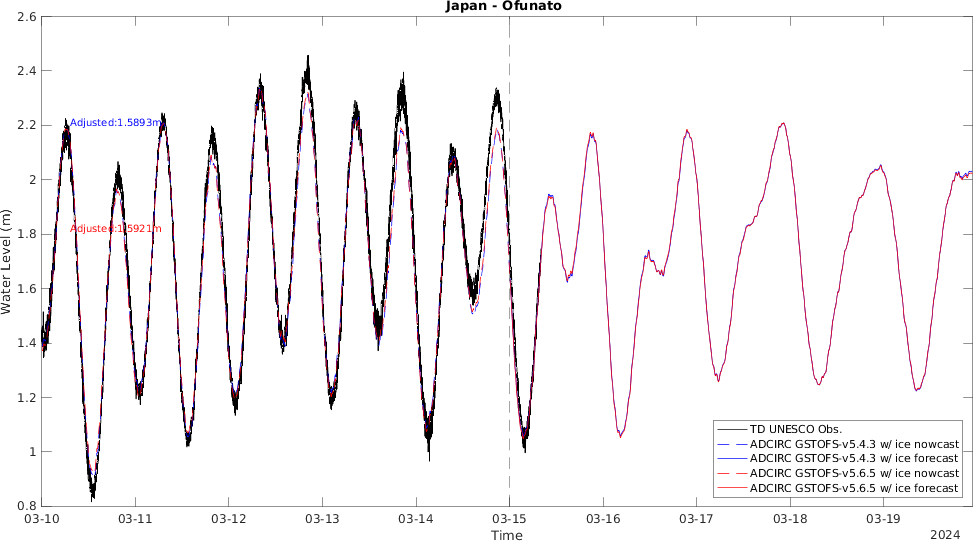 Japan - Ofunato
2.6
2.4
2.2
2
1.8
1.6
1.4
1.2
1
0.8
Water Level (m)
Adjusted:1.5893m
Adjusted:1.5921m
TD UNESCO Obs.
ADCIRC GSTOFS-v5.4.3 w/ ice nowcast
ADCIRC GSTOFS-v5.4.3 w/ ice forecast
ADCIRC GSTOFS-v5.6.5 w/ ice nowcast
ADCIRC GSTOFS-v5.6.5 w/ ice forecast
03-10 03-11 03-12 03-13 03-14 03-15 03-16 03-17 03-18 03-19
Time
2024